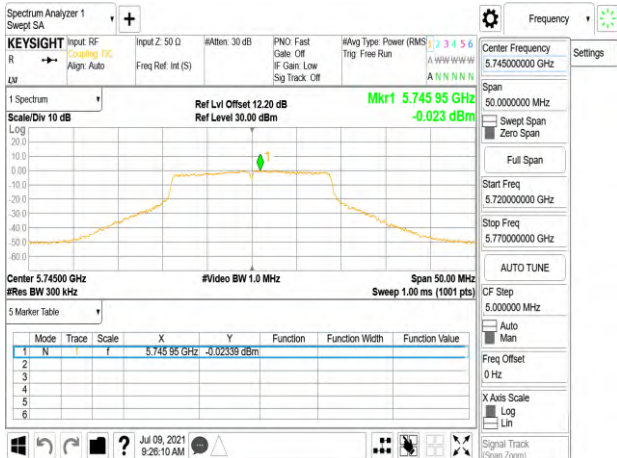 Spectrum Analyzer 1
Swept SA
+
Frequency
KEYSIGHT Input: RF
R Coupling: DC
Align: Auto
LXI
Input Z: 50 Ω
Freq Ref: Int (S)
#Atten: 30 dB
PNO: Fast
Gate: Off
IF Gain: Low
Sig Track: Off
#Avg Type: Power (RMS
Trig: Free Run
1 2 3 4 5 6
A W W W W W
A N N N N N
1 Spectrum
Scale/Div 10 dB
Ref Lvl Offset 12.20 dB
Ref Level 30.00 dBm
Mkr1 5.745 95 GHz
-0.023 dBm
Log
20.0
10.0
0.00
-10.0
-20.0
-30.0
-40.0
-50.0
-60.0
1
Center 5.74500 GHz
#Res BW 300 kHz
#Video BW 1.0 MHz
Span 50.00 MHz
Sweep 1.00 ms (1001 pts)
5 Marker Table
Mode Trace Scale X Y Function Function Width Function Value
1 N 1 f 5.745 95 GHz -0.02339 dBm
2
3
4
5
6
?
Jul 09, 2021
9:26:10 AM
Center Frequency
5.745000000 GHz
Settings
Span
50.0000000 MHz
Swept Span
Zero Span
Full Span
Start Freq
5.720000000 GHz
Stop Freq
5.770000000 GHz
AUTO TUNE
CF Step
5.000000 MHz
Auto
Man
Freq Offset
0 Hz
X Axis Scale
Log
Lin
Signal Track
(Span Zoom)